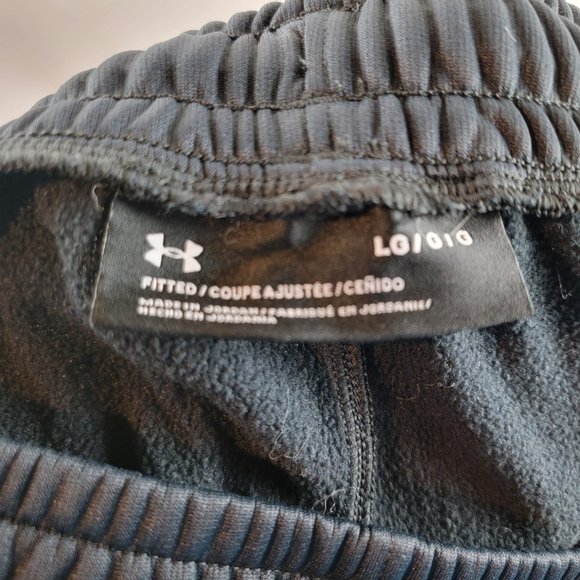 LG/G/G
FITTED/COUPE AJUSTÉE/CEÑIDO
MADE IN JORDAN/FABRIQUÉ EN JORDANIE/
HECHO EN JORDANIA